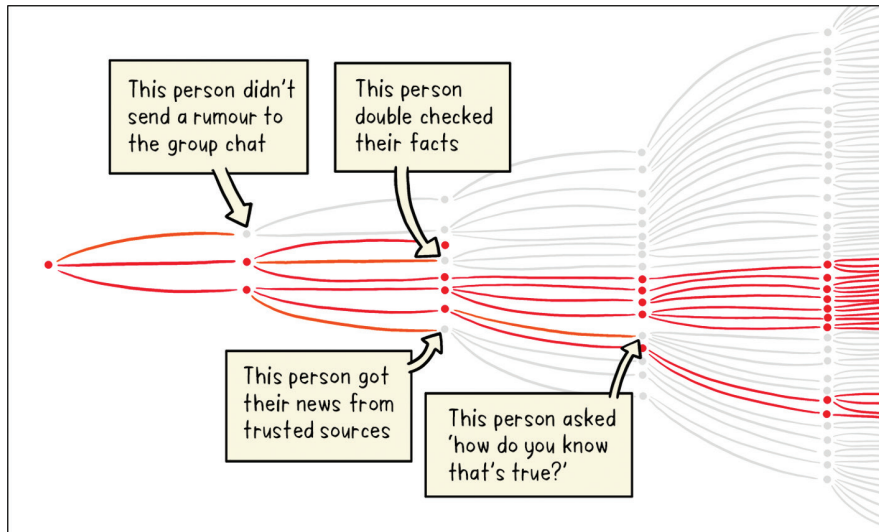 This person didn't
send a rumour to
the group chat
This person
double checked
their facts
This person got
their news from
trusted sources
This person asked
'how do you know
that's true?'